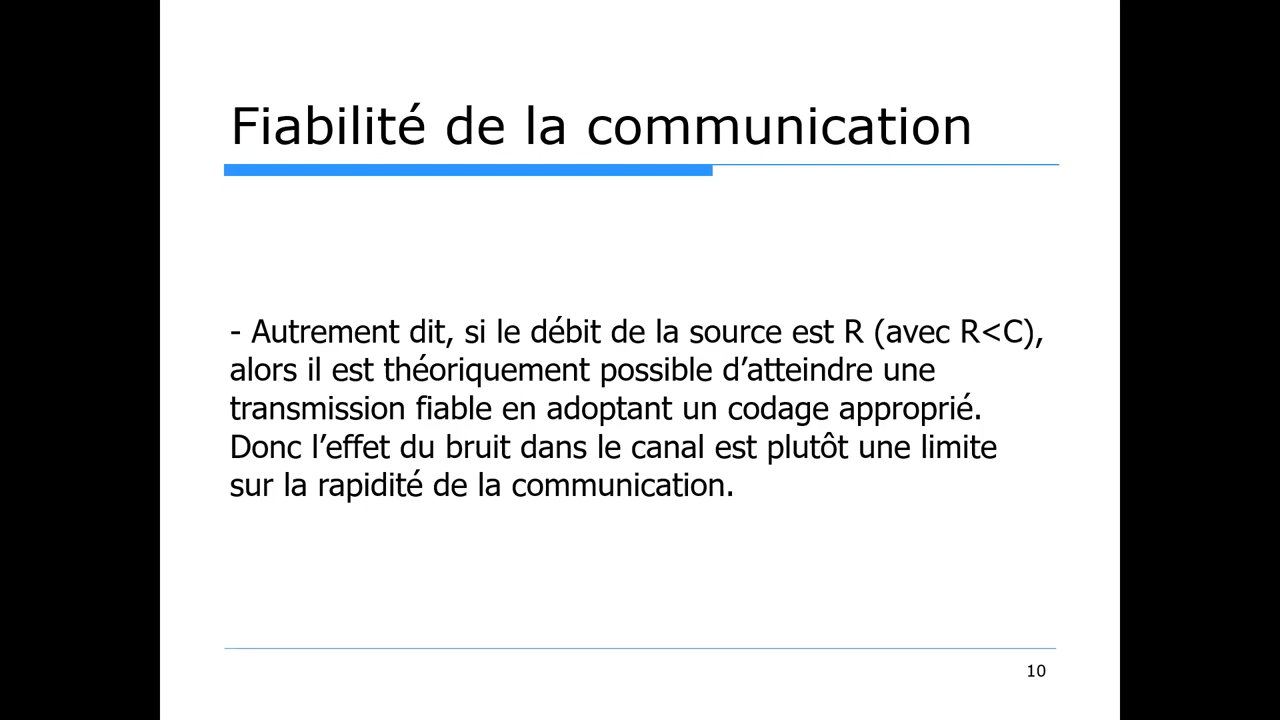 Fiabilité de la communication
- Autrement dit, si le débit de la source est R (avec R<C),
alors il est théoriquement possible d’atteindre une
transmission fiable en adoptant un codage approprié.
Donc l’effet du bruit dans le canal est plutôt une limite
sur la rapidité de la communication.
10